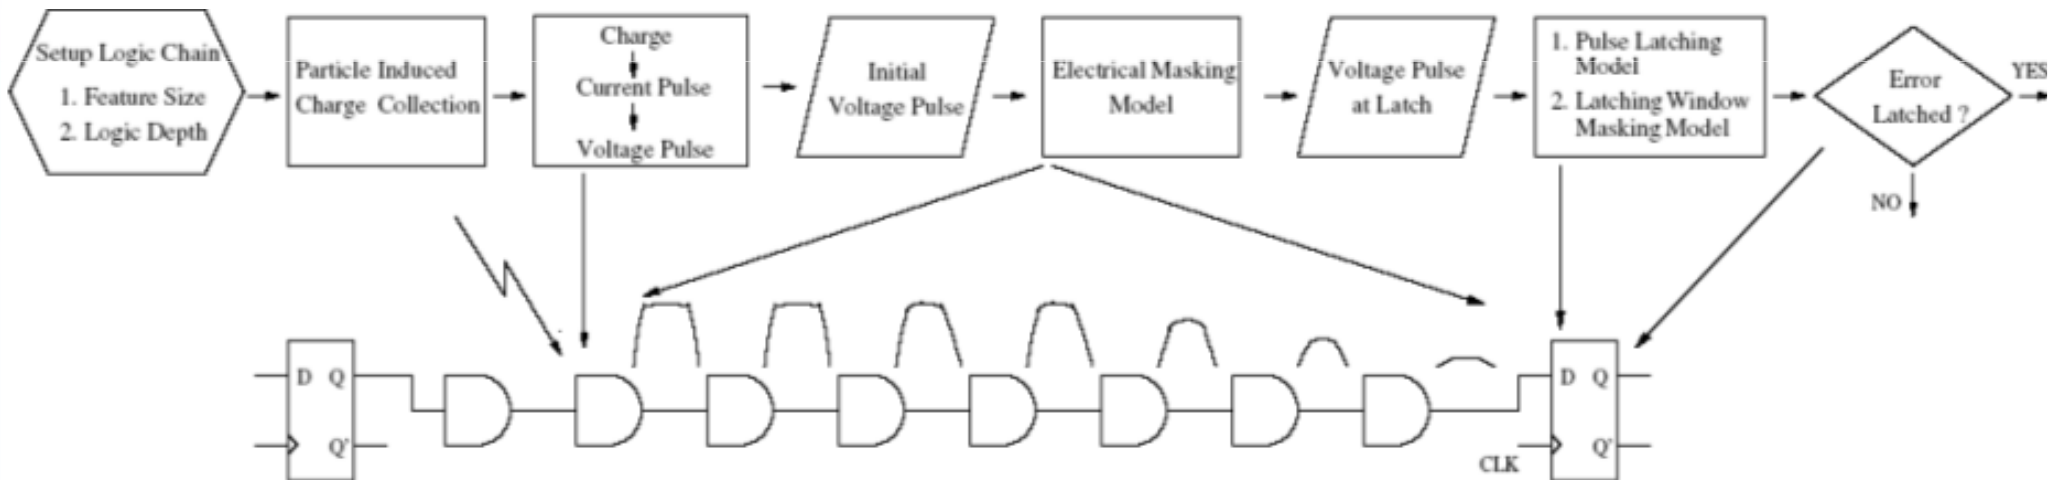 Setup Logic Chain
1. Feature Size
2. Logic Depth
Particle Induced
Charge Collection
Charge
Current Pulse
Voltage Pulse
Initial
Voltage Pulse
Electrical Masking
Model
Voltage Pulse
at Latch
1. Pulse Latching
Model
2. Latching Window
Masking Model
Error
Latched ?
YES
NO
D Q
Q'
D Q
Q'
CLK